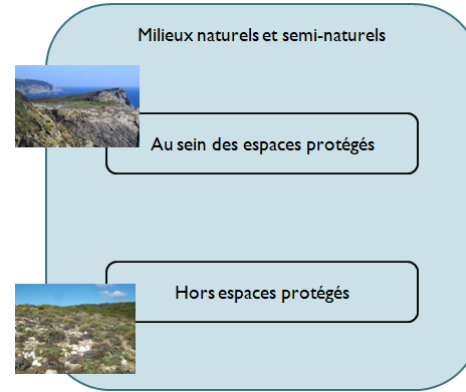 Milieux naturels et semi-naturels
Au sein des espaces protégés
Hors espaces protégés